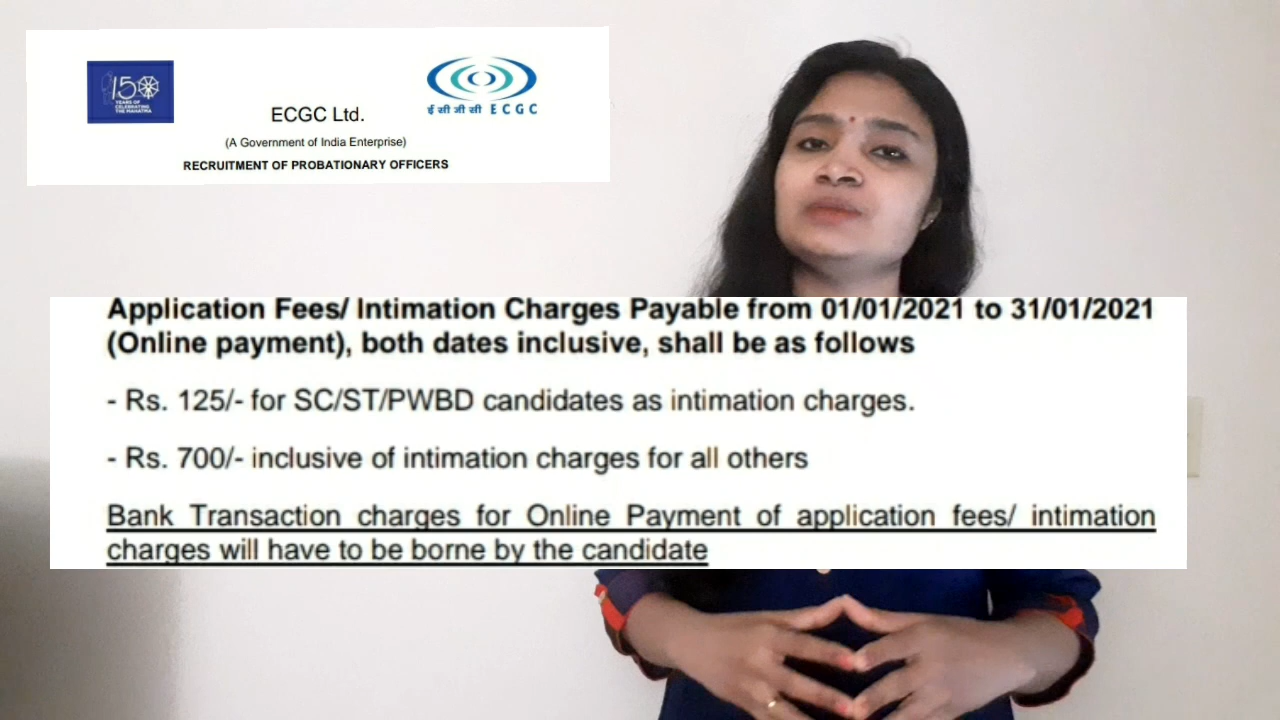 150
YEARS OF
CELEBRATING
THE MAHATMA
ई सी जी सी E C G C
ECGC Ltd.
(A Government of India Enterprise)
RECRUITMENT OF PROBATIONARY OFFICERS
Application Fees/ Intimation Charges Payable from 01/01/2021 to 31/01/2021
(Online payment), both dates inclusive, shall be as follows
- Rs. 125/- for SC/ST/PWBD candidates as intimation charges.
- Rs. 700/- inclusive of intimation charges for all others
Bank Transaction charges for Online Payment of application fees/ intimation
charges will have to be borne by the candidate